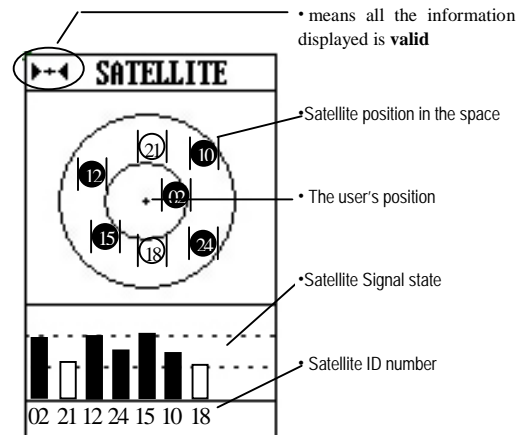 • means all the information
displayed is valid
SATELLITE
•Satellite position in the space
21
10
12
02
• The user's position
15
18
24
•Satellite Signal state
• Satellite ID number
02 21 12 24 15 10 18